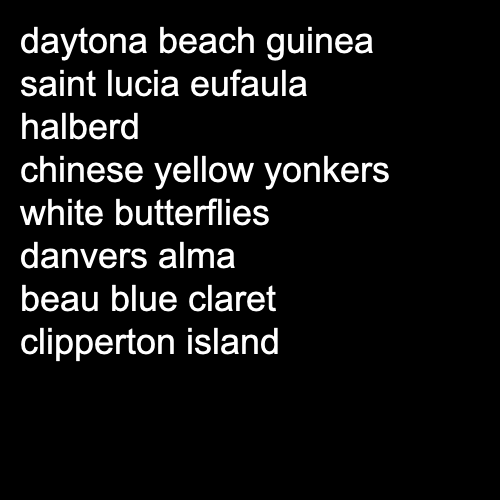 daytona beach guinea
saint lucia eufaula
halberd
chinese yellow yonkers
white butterflies
danvers alma
beau blue claret
clipperton island